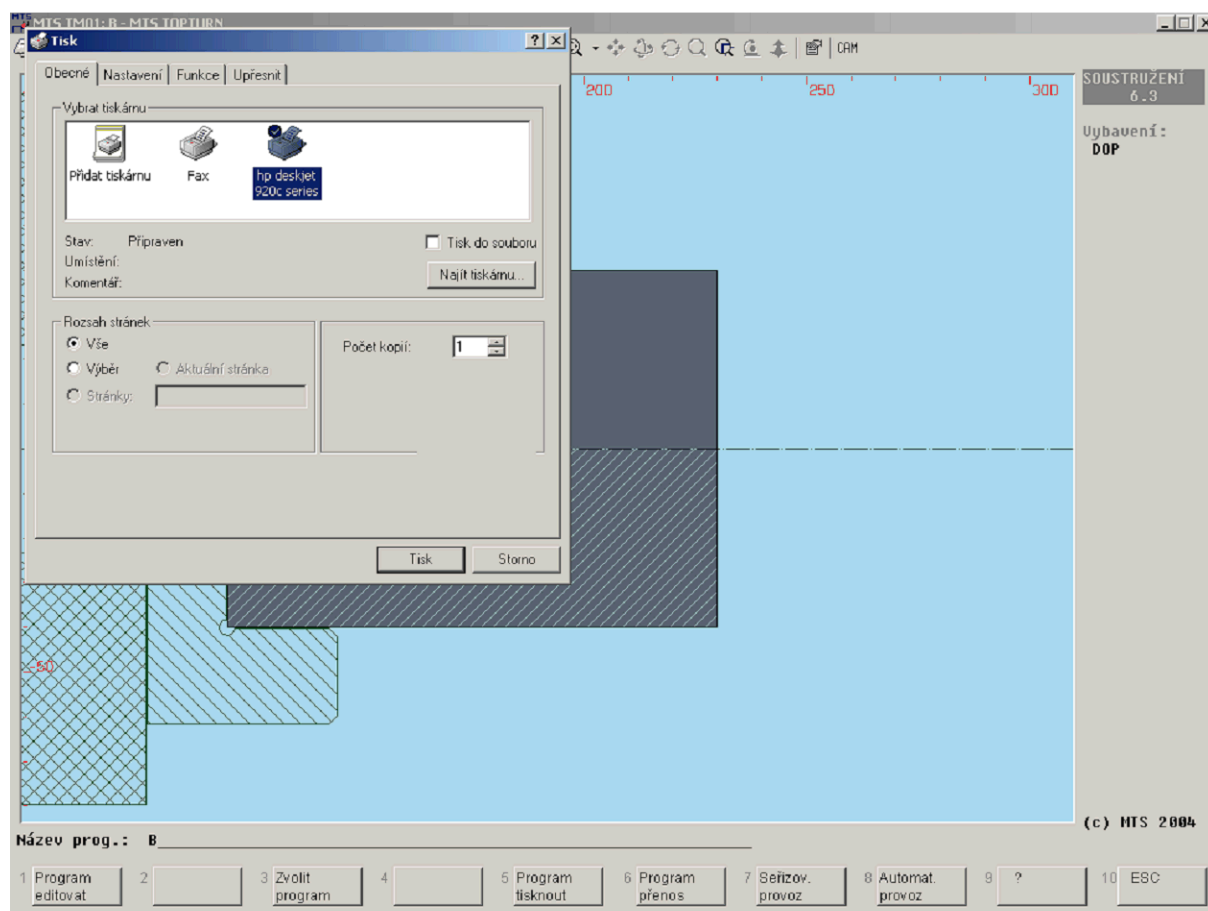 MTS TM01: B - MTS TOPTURN
Tisk
CAM
Obecné Nastavení Funkce Upřesnit
200 250 300
SOUSTRUŽENÍ
6.3
Vybavení:
DOP
Vybrat tiskárnu
Přidat tiskárnu
Fax
hp deskjet
920c series
Stav: Připraven
Tisk do souboru
Umístění:
Komentář:
Najít tiskárnu...
Rozsah stránek
Vše
Výběr
Aktuální stránka
Stránky:
Počet kopií: 1
Tisk
Storno
-50
(c) MTS 2004
Název prog.: B
1 Program
editovat
2
3 Zvolit
program
4
5 Program
tisknout
6 Program
přenos
7 Seřizov.
provoz
8 Automat.
provoz
9 ?
10 ESC